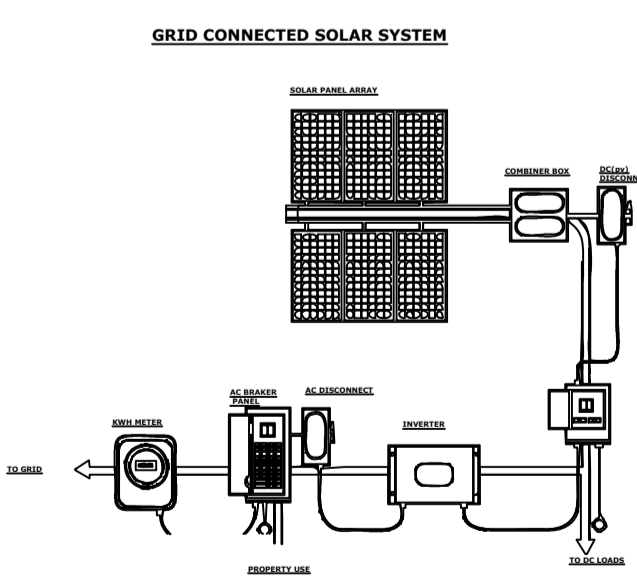 GRID CONNECTED SOLAR SYSTEM
SOLAR PANEL ARRAY
COMBINER BOX
DC(pv)
DISCONN
AC BRAKER
PANEL
AC DISCONNECT
KWH METER
INVERTER
TO GRID
TO DC LOADS
PROPERTY USE